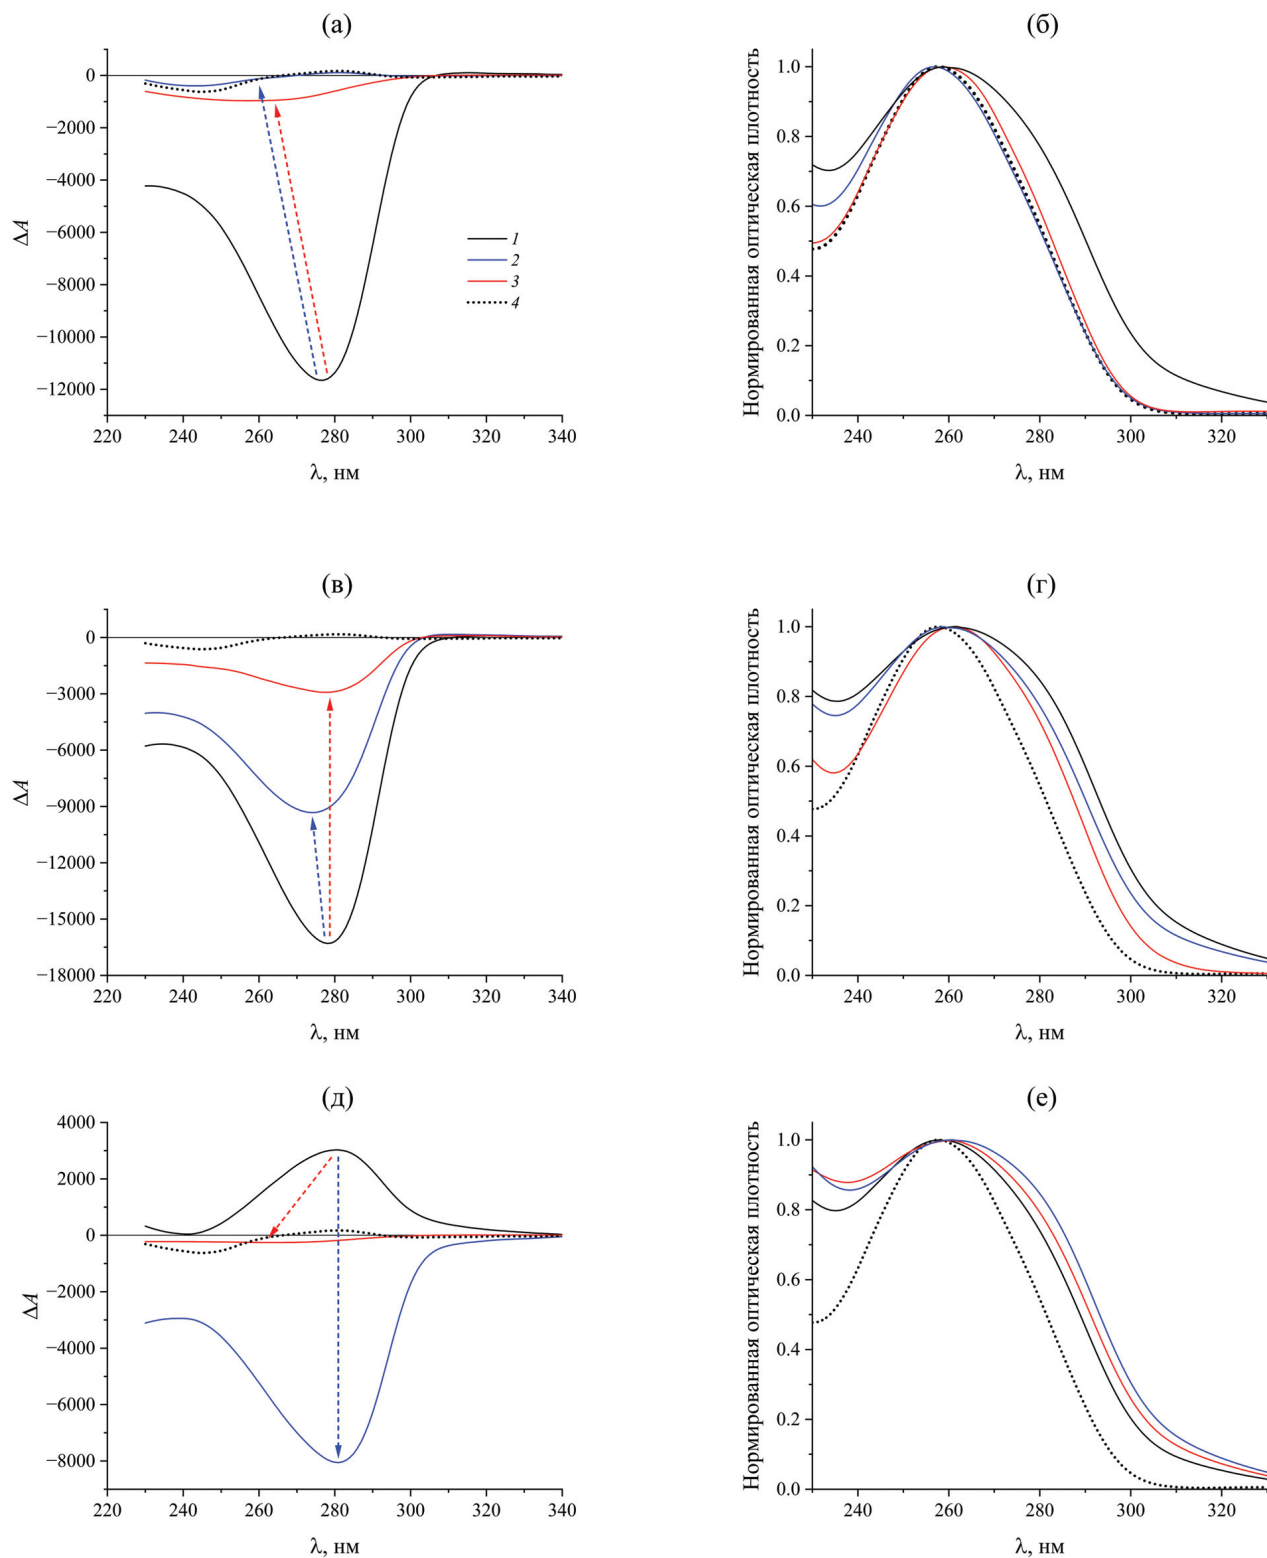 (а)
0
−2000
−4000
−6000
−8000
−10000
−12000
ΔA
1
2
3
4
220 240 260 280 300 320 340
λ, нм
(б)
1.0
0.8
0.6
0.4
0.2
0.0
Нормированная оптическая плотность
240 260 280 300 320
λ, нм
(в)
0
−3000
−6000
−9000
−12000
−15000
−18000
ΔA
220 240 260 280 300 320 340
λ, нм
(г)
1.0
0.8
0.6
0.4
0.2
0.0
Нормированная оптическая плотность
240 260 280 300 320
λ, нм
(д)
4000
2000
0
−2000
−4000
−6000
−8000
ΔA
220 240 260 280 300 320 340
λ, нм
(е)
1.0
0.8
0.6
0.4
0.2
0.0
Нормированная оптическая плотность
240 260 280 300 320
λ, нм